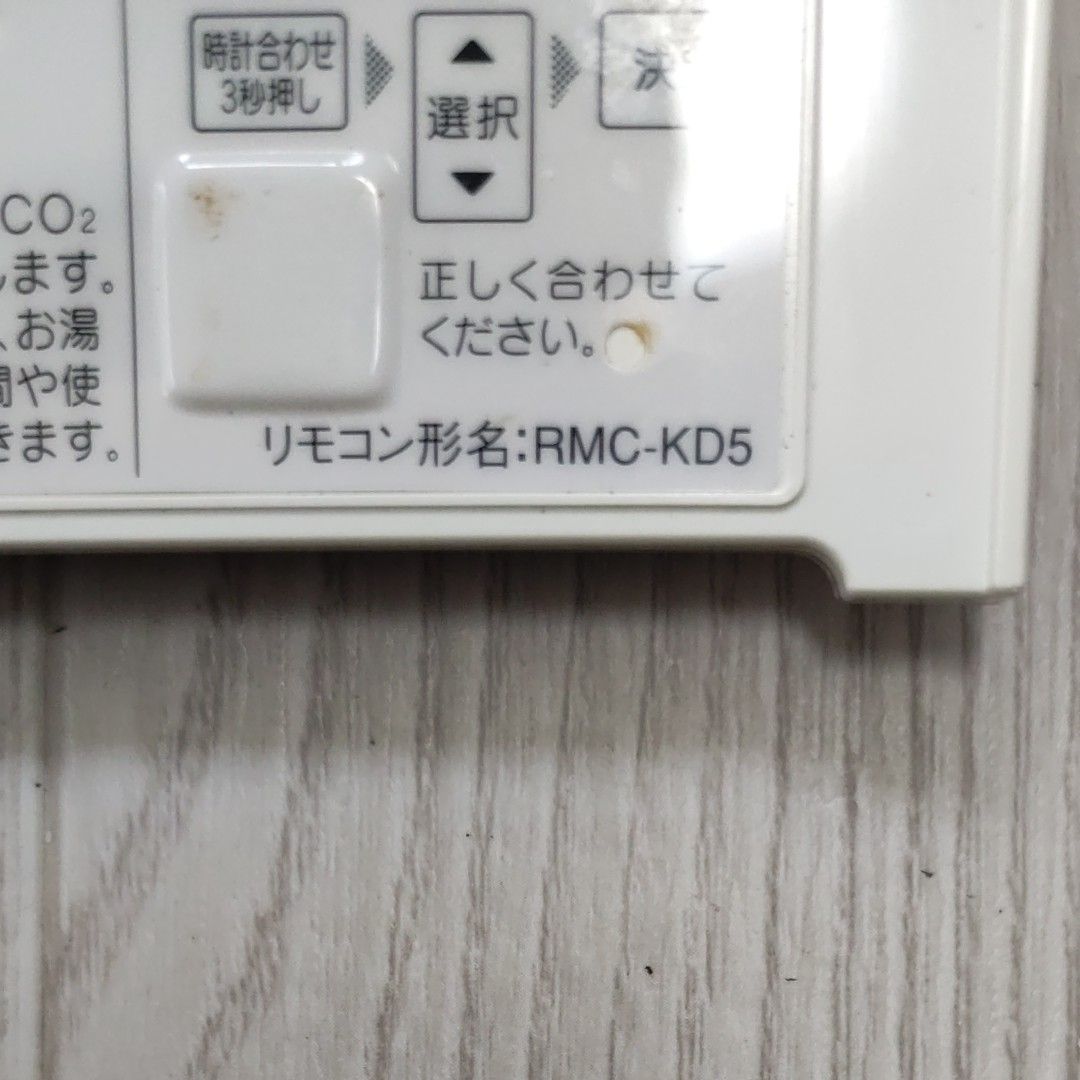 CO₂
します。
、お湯
間や使
きます。
時計合わせ
3秒押し
▲
選択
▼
決
正しく合わせて
ください。
リモコン形名:RMC-KD5